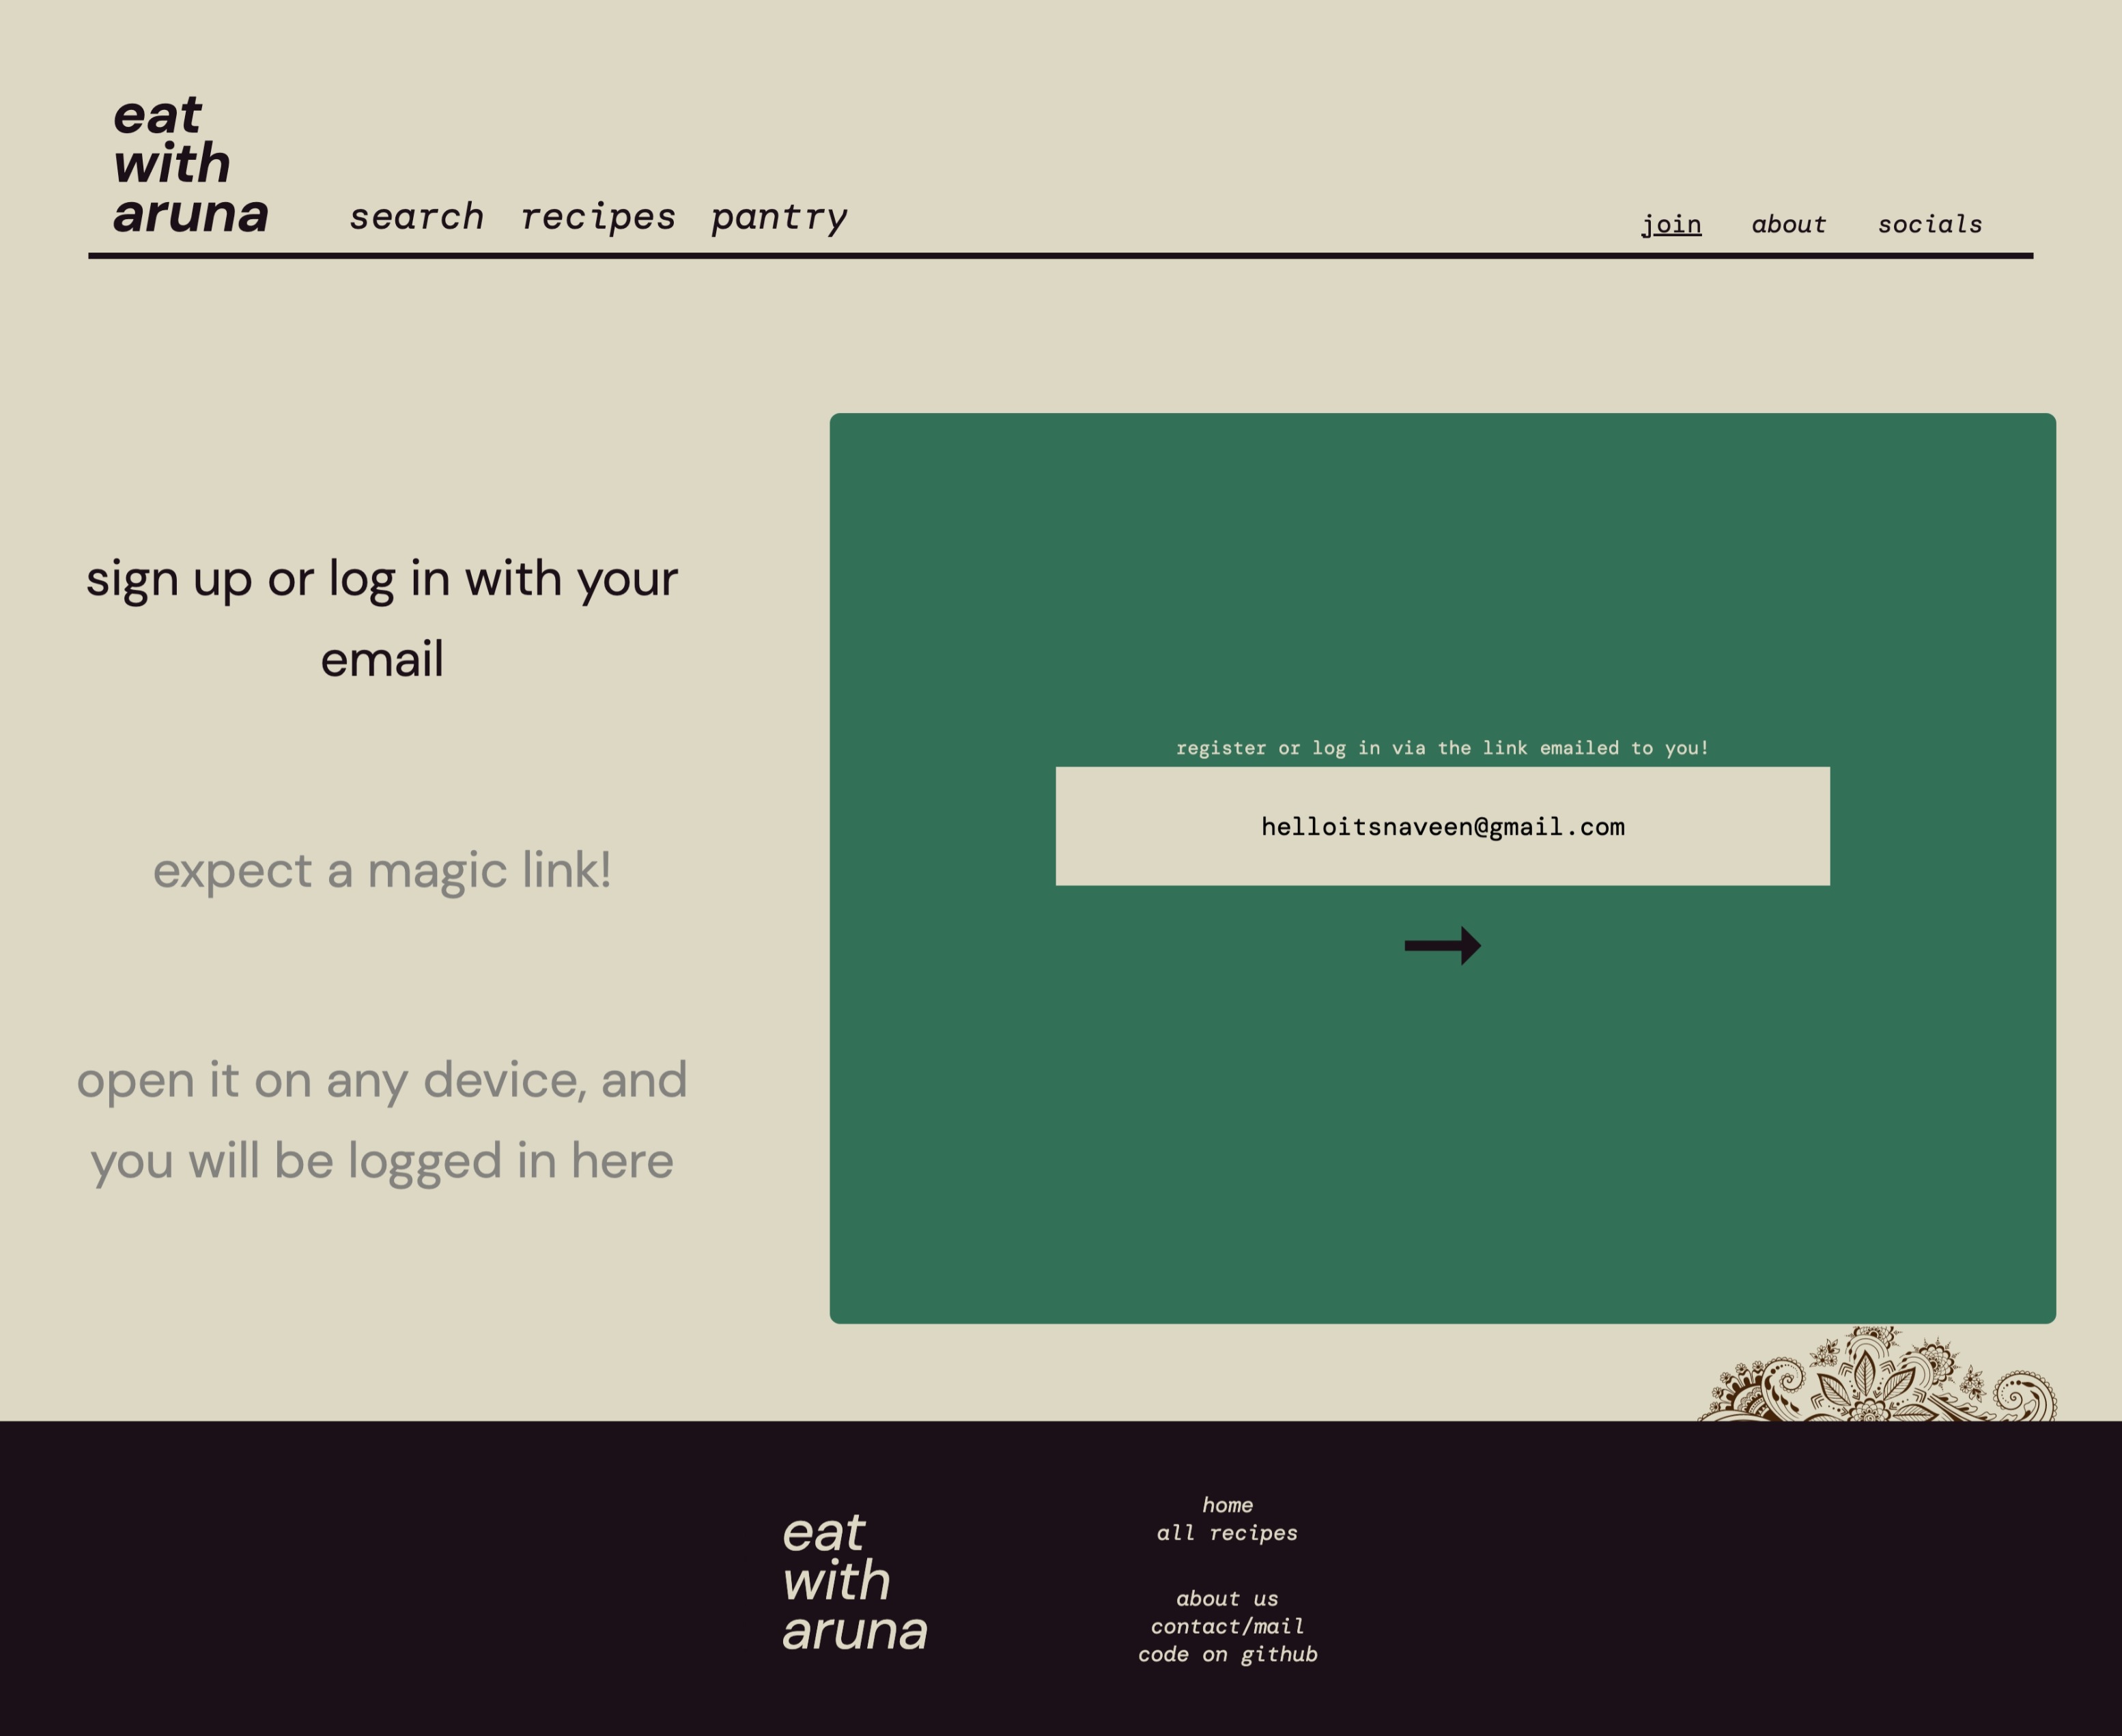 eat
with
aruna
search recipes pantry
join about socials
sign up or log in with your
email
expect a magic link!
open it on any device, and
you will be logged in here
register or log in via the link emailed to you!
helloitsnaveen@gmail.com
eat
with
aruna
home
all recipes
about us
contact/mail
code on github